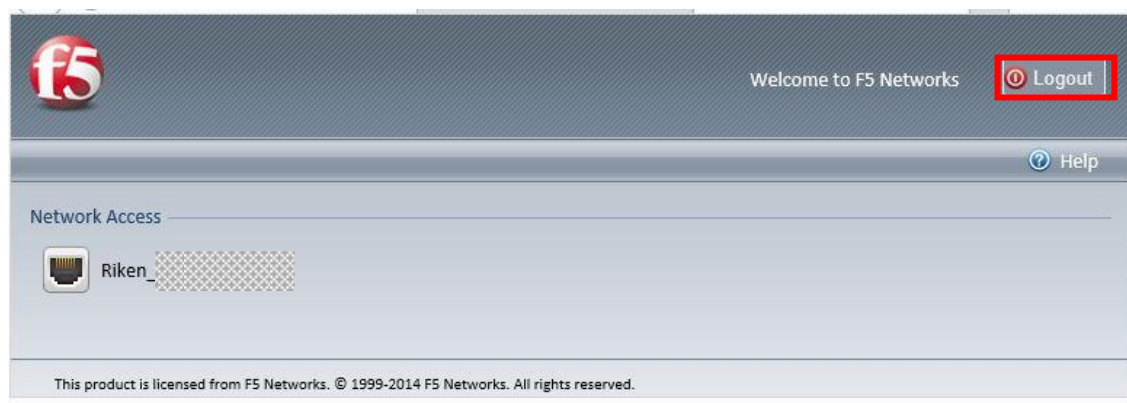 f5
Welcome to F5 Networks
Logout
Help
Network Access
Riken_
This product is licensed from F5 Networks. © 1999-2014 F5 Networks. All rights reserved.